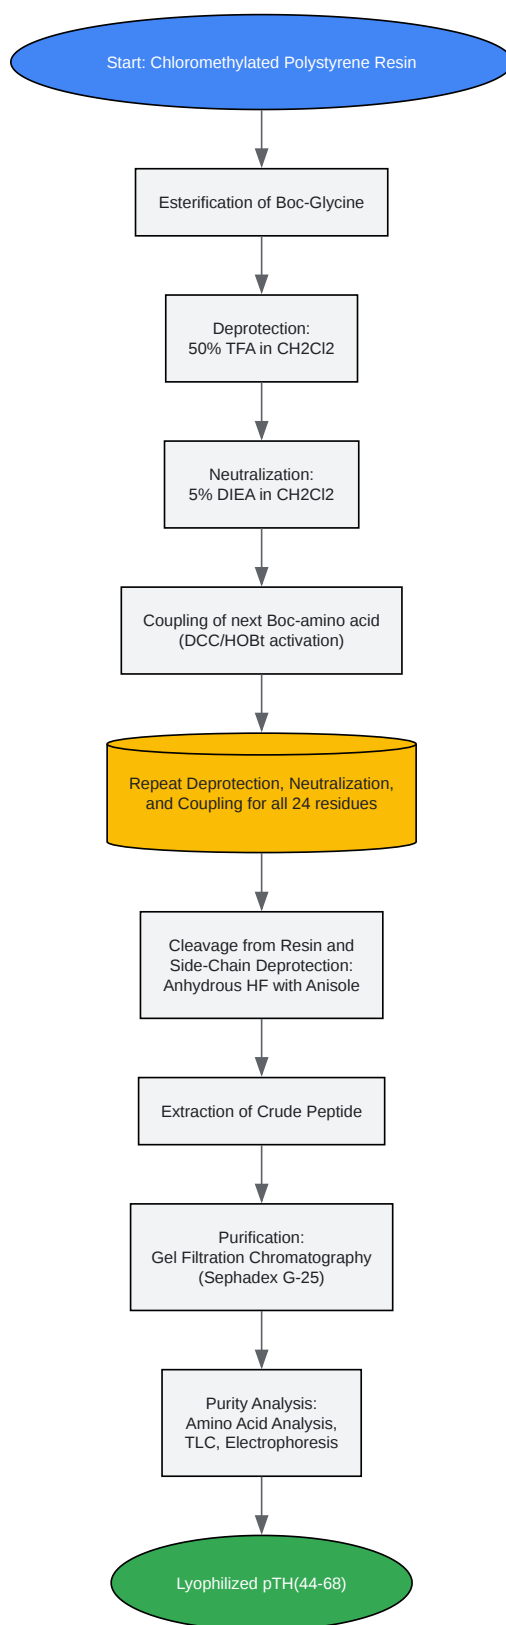 Start: Chloromethylated Polystyrene Resin
Esterification of Boc-Glycine
Deprotection:
50% TFA in CH2Cl2
Neutralization:
5% DIEA in CH2Cl2
Coupling of next Boc-amino acid
(DCC/HOBt activation)
Repeat Deprotection, Neutralization,
and Coupling for all 24 residues
Cleavage from Resin and
Side-Chain Deprotection:
Anhydrous HF with Anisole
Extraction of Crude Peptide
Purification:
Gel Filtration Chromatography
(Sephadex G-25)
Purity Analysis:
Amino Acid Analysis,
TLC, Electrophoresis
Lyophilized pTH(44-68)